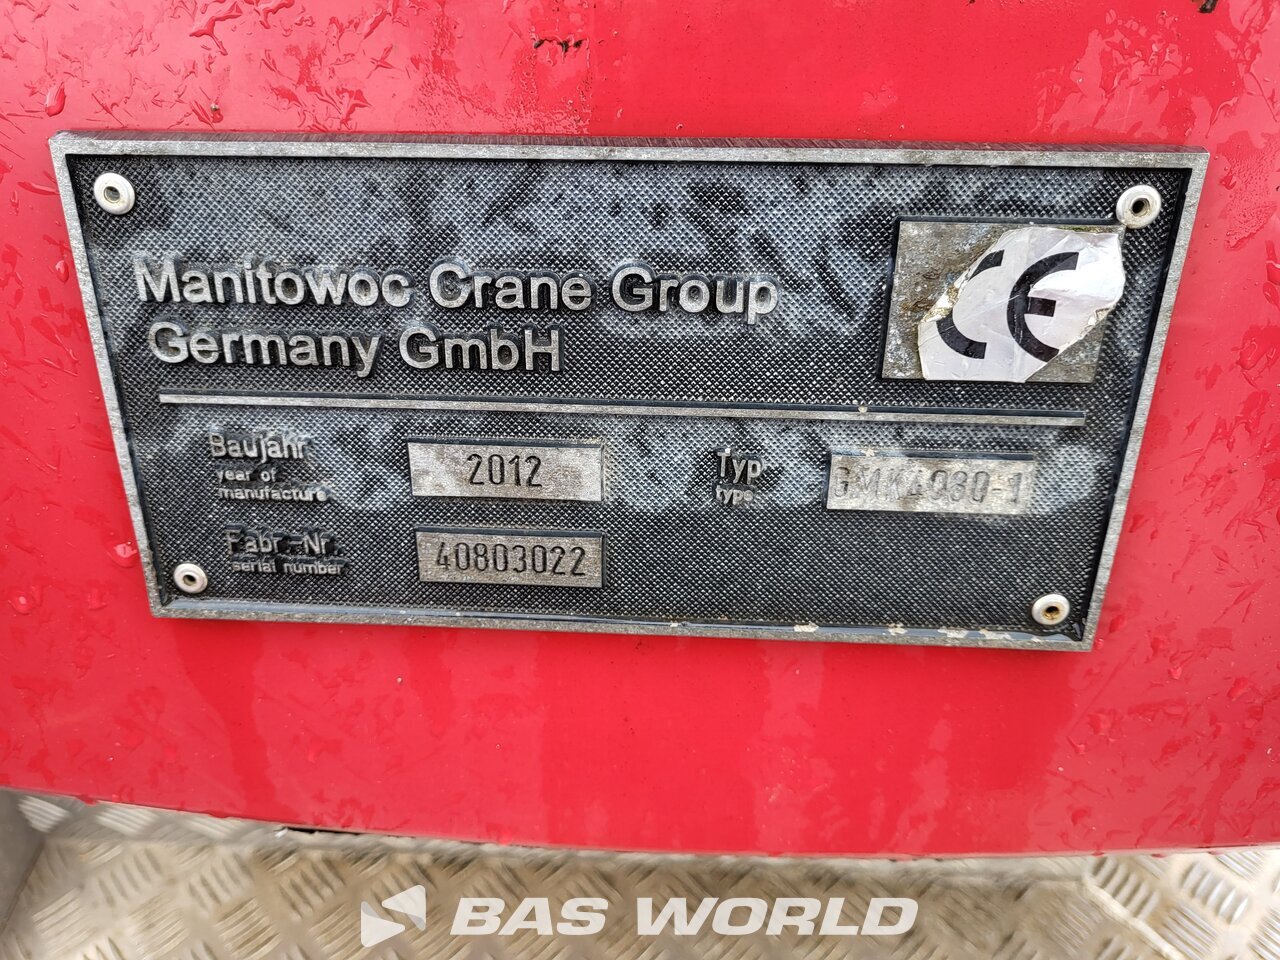 Manitowoc Crane Group
Germany GmbH
CE
Baujahr
year of
manufacture
2012
Typ
type
GMK4080-1
Fabr.-Nr.
serial number
40803022
BAS WORLD